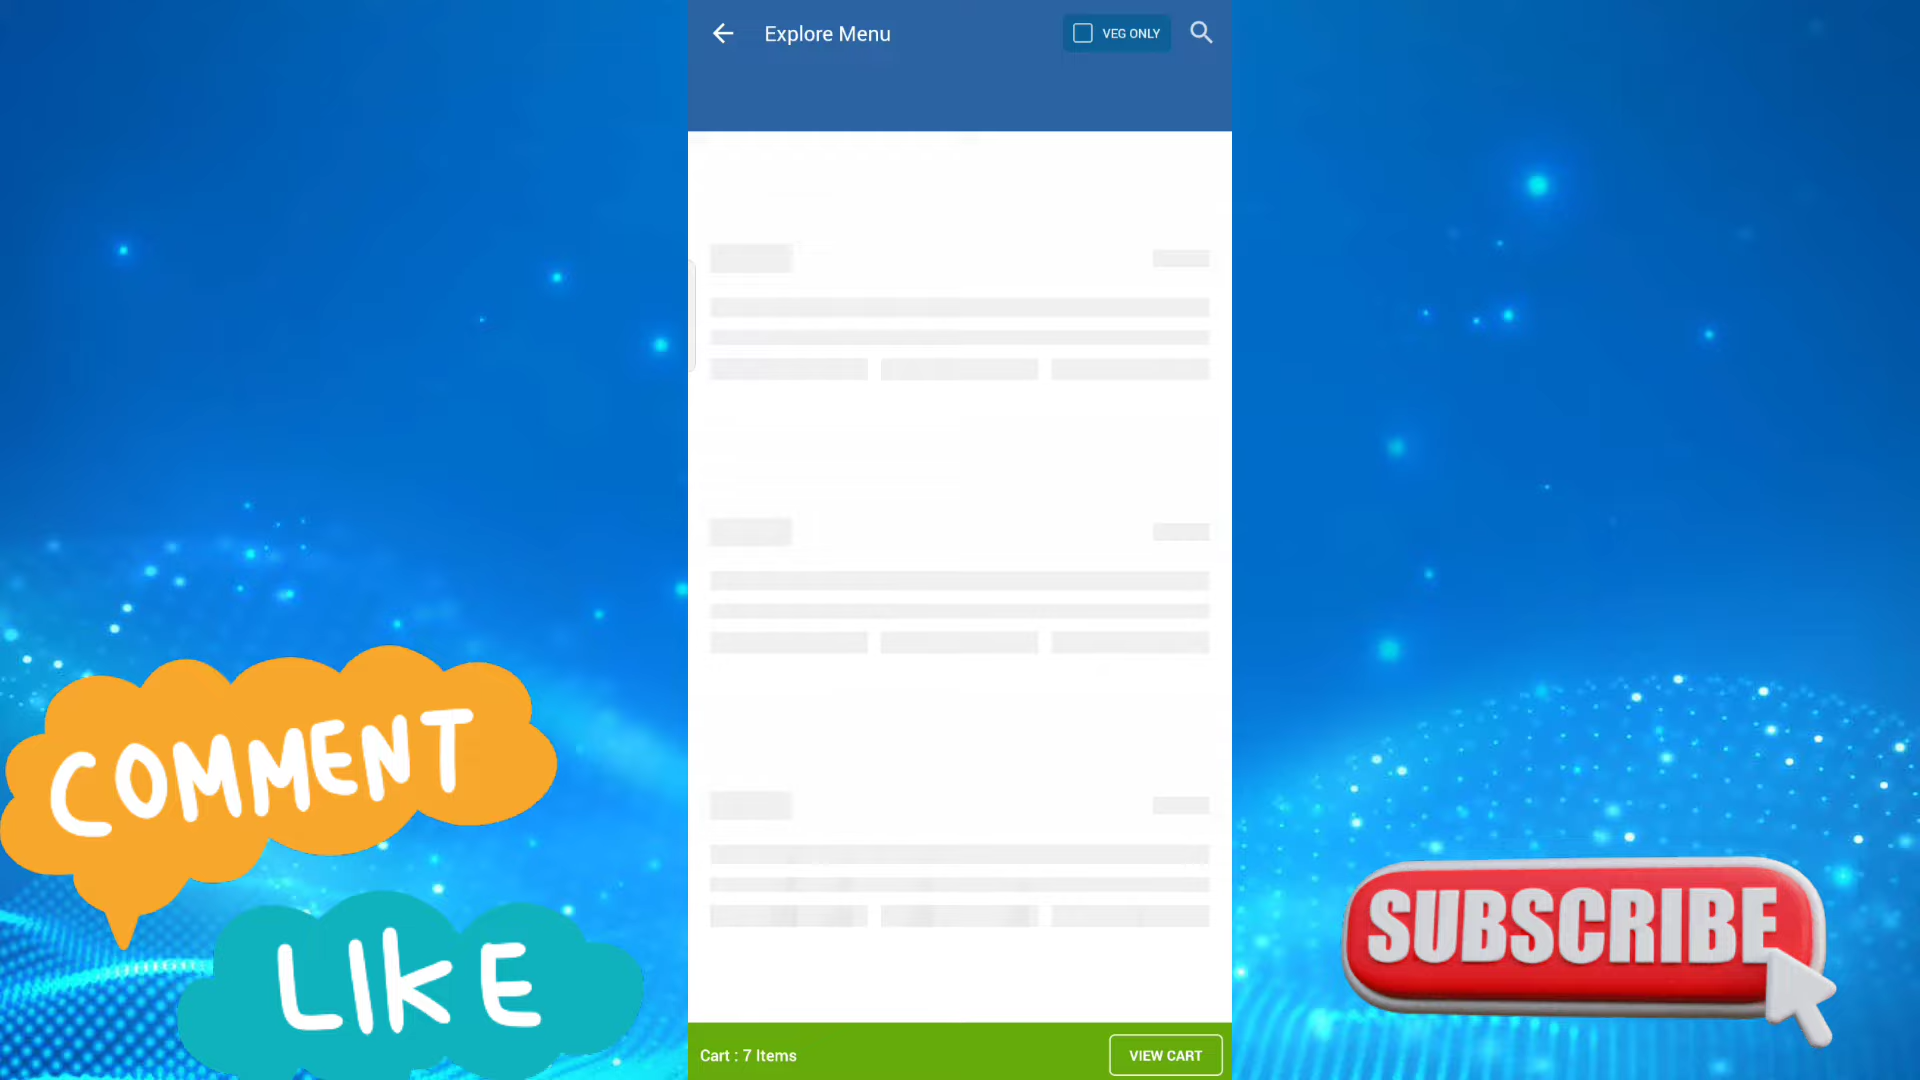 Explore Menu
VEG ONLY
COMMENT
LIKE
SUBSCRIBE
Cart : 7 Items
VIEW CART